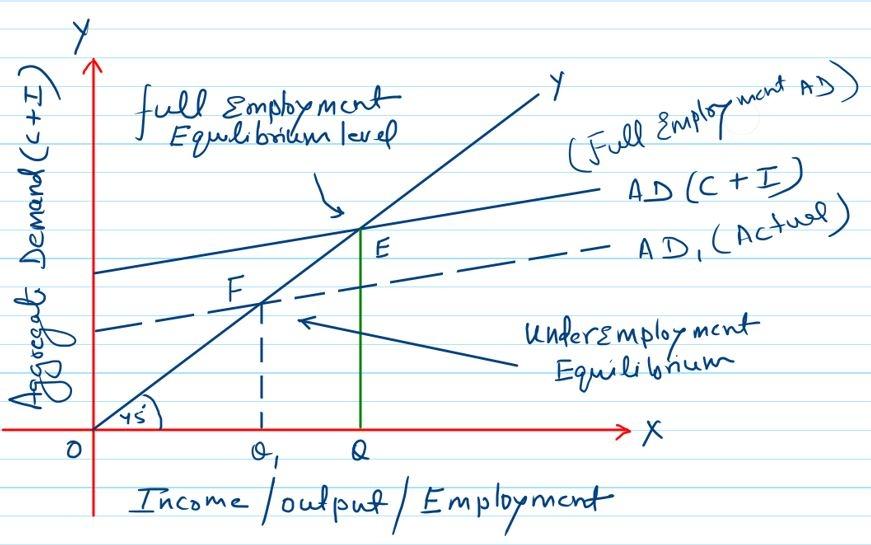 Y
Aggregate Demand (C+I)
full Employment
Equilibrium level
Y
(Full Employment AD)
AD (C + I)
AD₁ (Actual)
E
F
UnderEmployment
Equilibrium
45°
O
Q₁
Q
X
Income / output / Employment